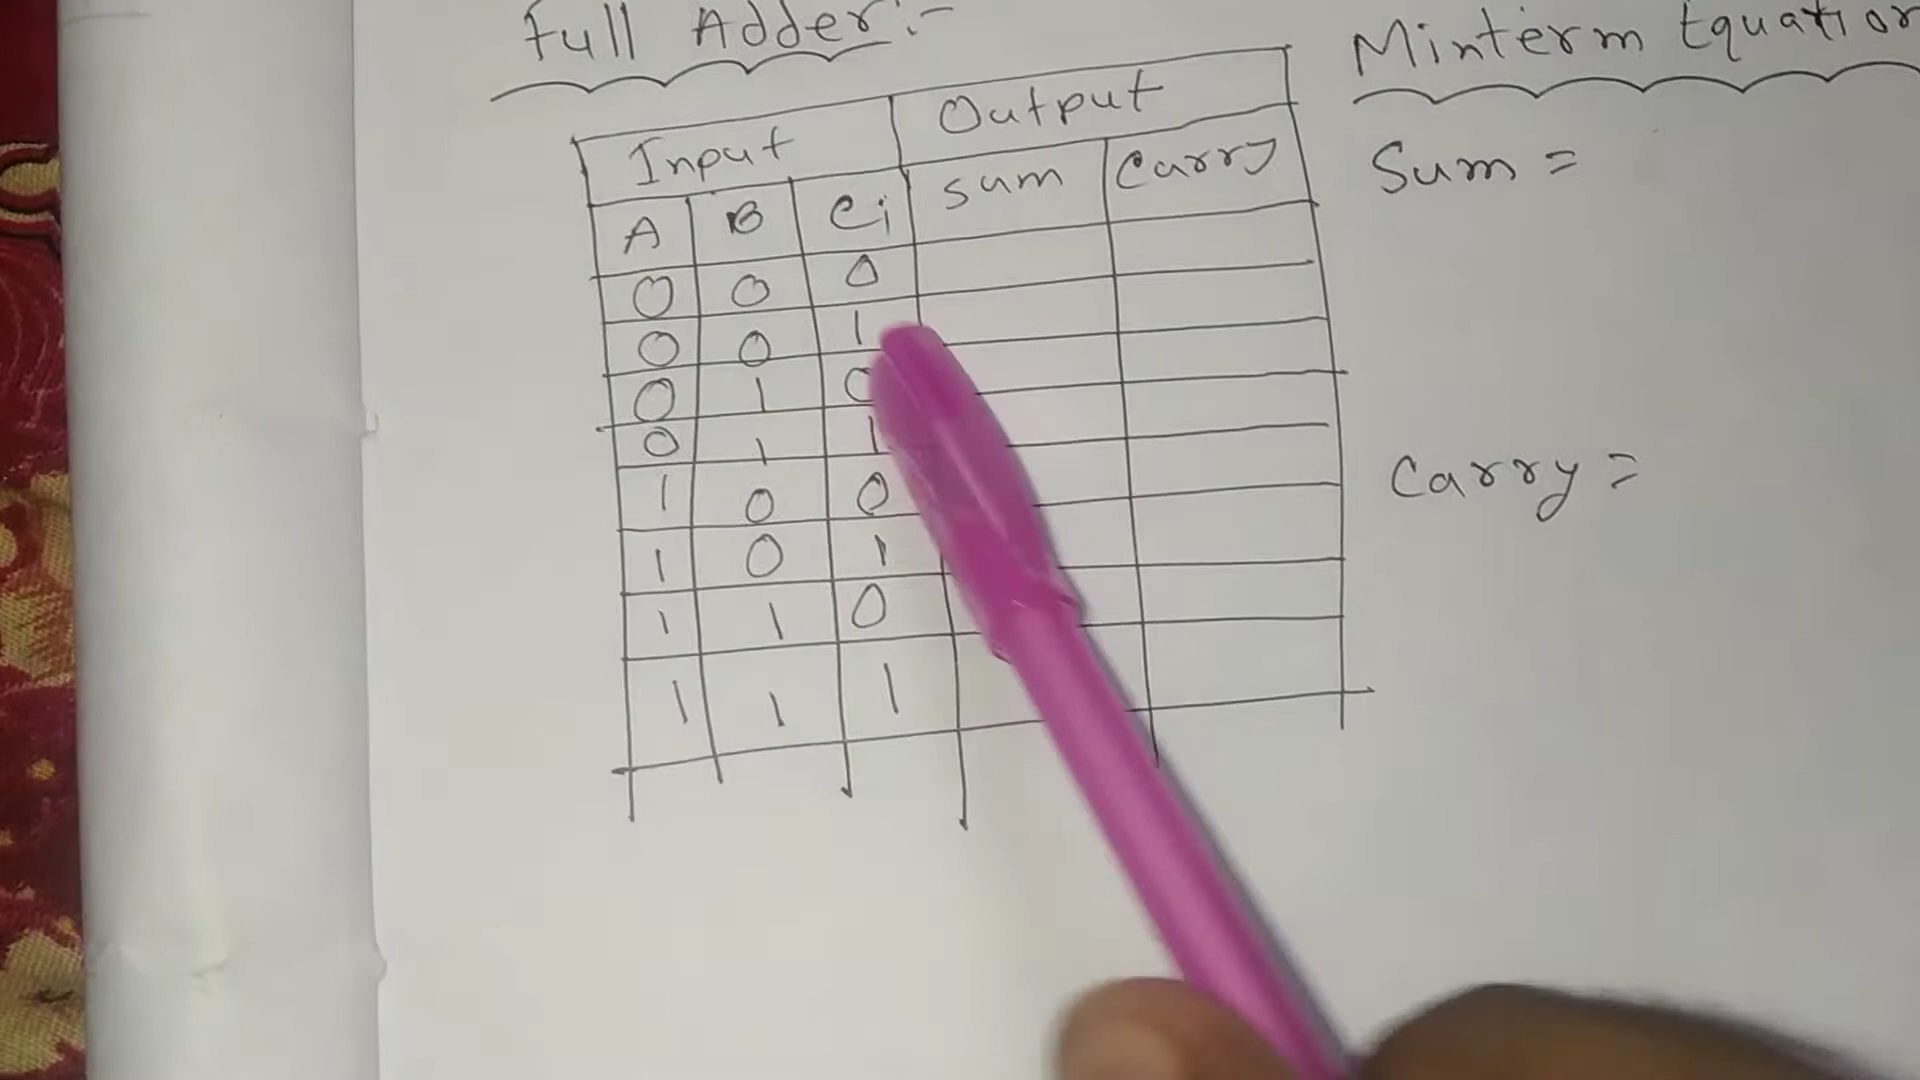 Full Adder:-
Minterm Equation
Input Output
A B Ci Sum Carry
0 0 0
0 0 1
0 1 0
0 1 1
1 0 0
1 0 1
1 1 0
1 1 1
Sum =
Carry =